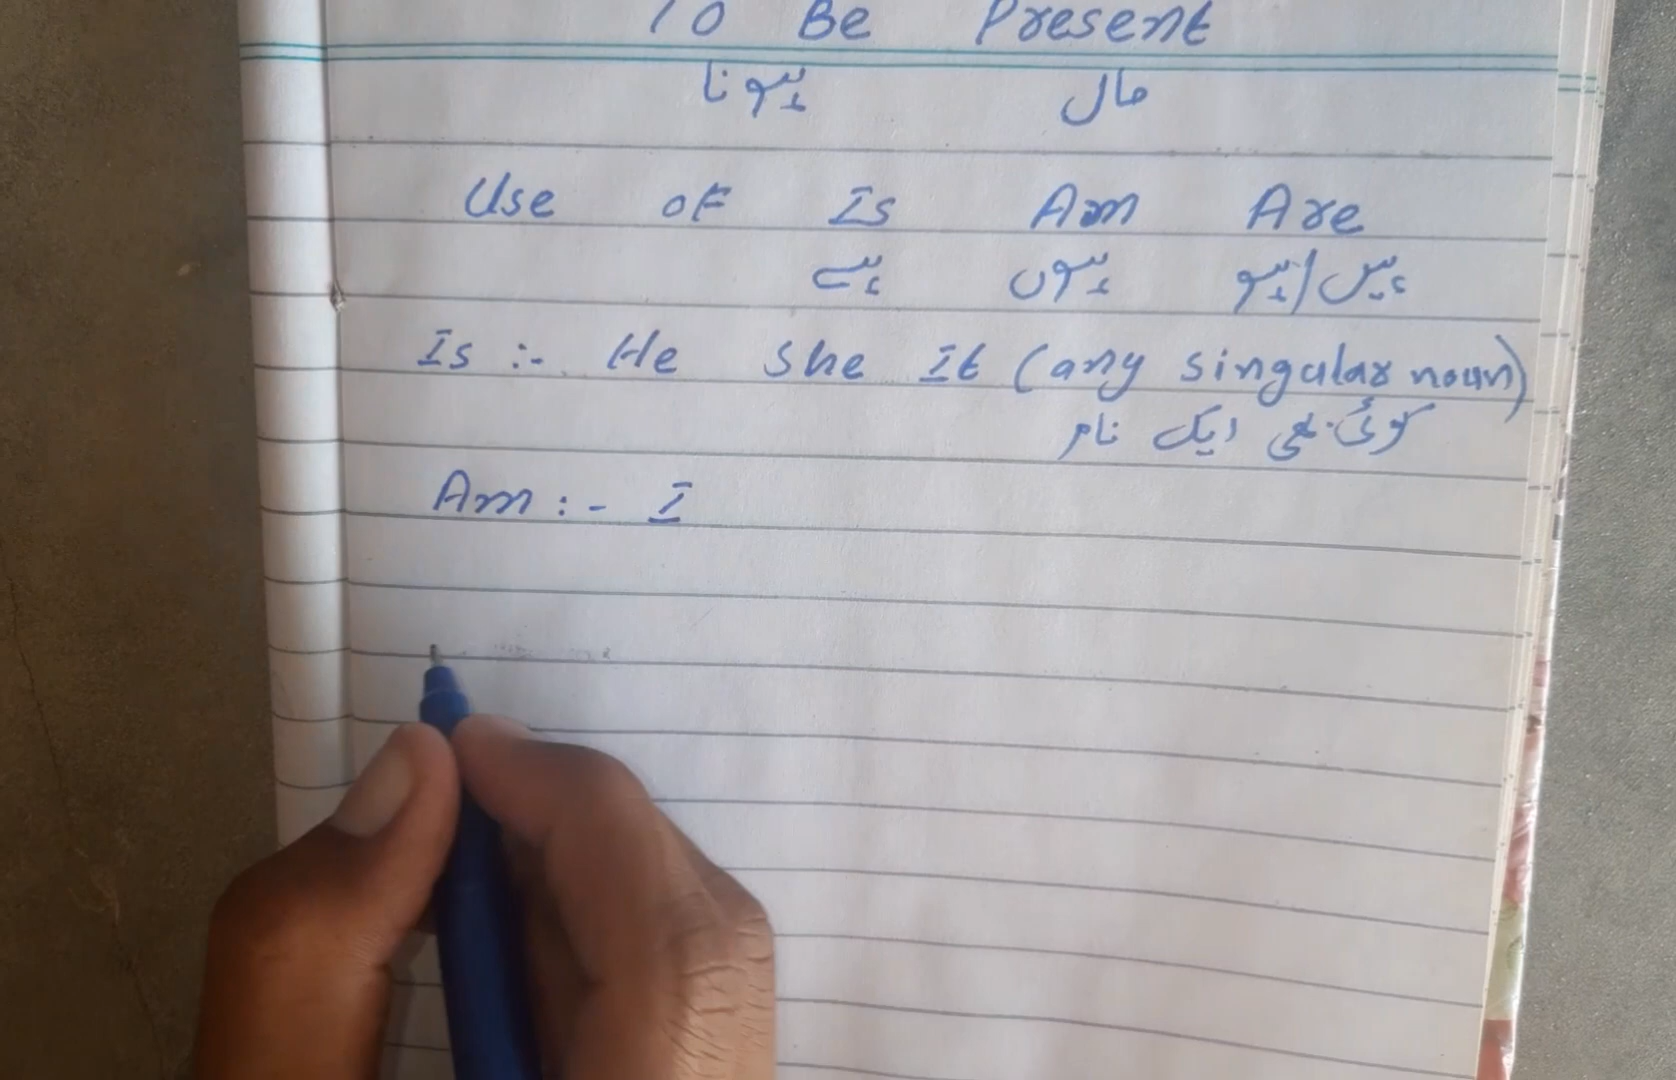 To Be Present
ہونا حال
Use of Is Am Are
ہے ہوں ہو/ہیں
Is :- He She It (any singular noun)
کوئی بھی ایک نام
Am :- I